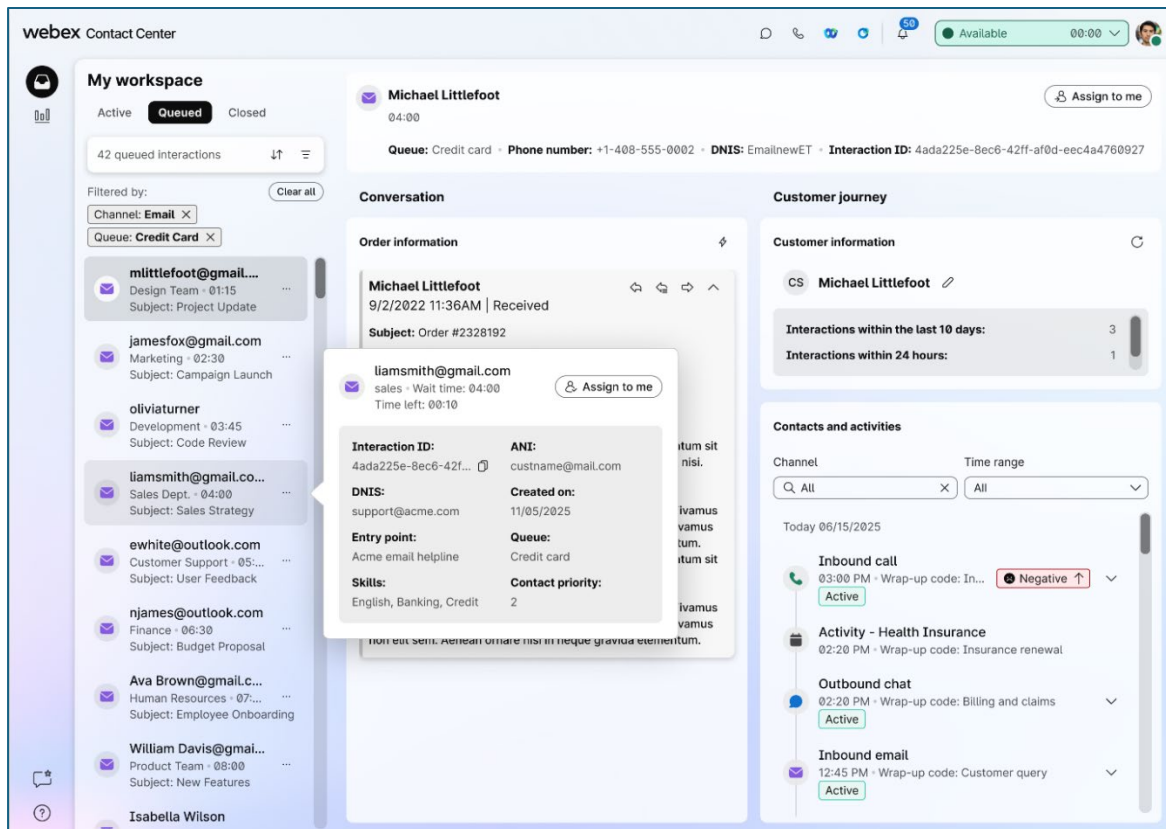 webex Contact Center
50
Available 00:00
My workspace
Active Queued Closed
42 queued interactions
Filtered by:
Clear all
Channel: Email
Queue: Credit Card
mlittlefoot@gmail....
Design Team • 01:15
Subject: Project Update
jamesfox@gmail.com
Marketing • 02:30
Subject: Campaign Launch
oliviaturner
Development • 03:45
Subject: Code Review
liamsmith@gmail.co...
Sales Dept. • 04:00
Subject: Sales Strategy
ewhite@outlook.com
Customer Support • 05:...
Subject: User Feedback
njames@outlook.com
Finance • 06:30
Subject: Budget Proposal
Ava Brown@gmail.c...
Human Resources • 07:...
Subject: Employee Onboarding
William Davis@gmai...
Product Team • 08:00
Subject: New Features
Isabella Wilson
Michael Littlefoot
04:00
Assign to me
Queue: Credit card • Phone number: +1-408-555-0002 • DNIS: EmailnewET • Interaction ID: 4ada225e-8ec6-42ff-af0d-eec4a4760927
Conversation
Order information
Michael Littlefoot
9/2/2022 11:36AM | Received
Subject: Order #2328192
liamsmith@gmail.com
sales • Wait time: 04:00
Time left: 00:10
Assign to me
Interaction ID:
4ada225e-8ec6-42f...
ANI:
custname@mail.com
DNIS:
support@acme.com
Created on:
11/05/2025
Entry point:
Acme email helpline
Queue:
Credit card
Skills:
English, Banking, Credit
Contact priority:
2
sit
nisi.
sit
non elit sem. Aenean ornare nisi in neque gravida elementum.
Customer journey
Customer information
CS Michael Littlefoot
Interactions within the last 10 days: 3
Interactions within 24 hours: 1
Contacts and activities
Channel
All
Time range
All
Today 06/15/2025
Inbound call
03:00 PM • Wrap-up code: In... Negative
Active
Activity - Health Insurance
02:20 PM • Wrap-up code: Insurance renewal
Outbound chat
02:20 PM • Wrap-up code: Billing and claims
Active
Inbound email
12:45 PM • Wrap-up code: Customer query
Active